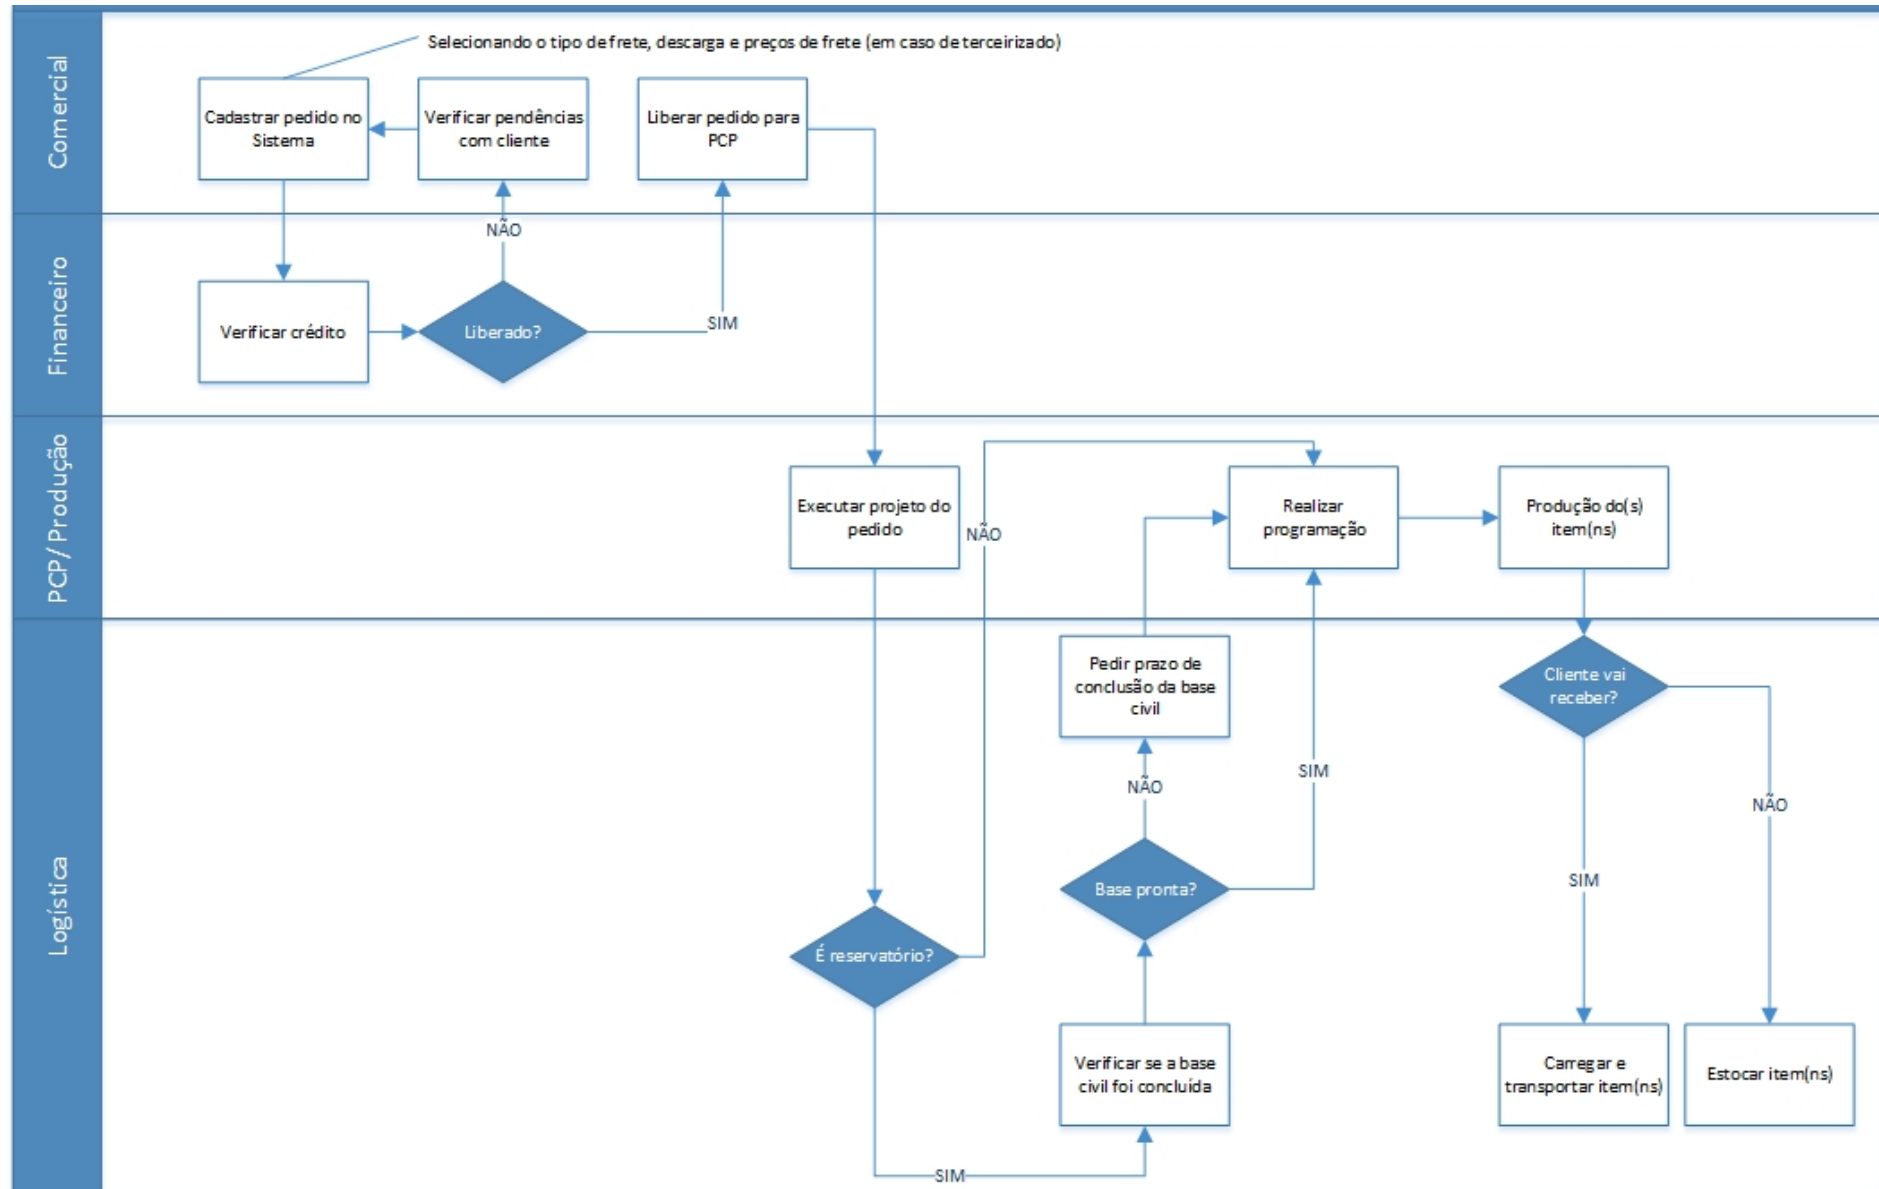 Comercial
Selecionando o tipo de frete, descarga e preços de frete (em caso de terceirizado)
Cadastrar pedido no
Sistema
Verificar pendências
com cliente
Liberar pedido para
PCP
NÃO
Financeiro
Verificar crédito
Liberado?
SIM
PCP/ Produção
Executar projeto do
pedido
NÃO
Realizar
programação
Produção do(s)
item(ns)
Logística
Pedir prazo de
conclusão da base
civil
Cliente vai
receber?
SIM
NÃO
NÃO
SIM
Base pronta?
É reservatório?
Verificar se a base
civil foi concluída
Carregar e
transportar item(ns)
Estocar item(ns)
SIM